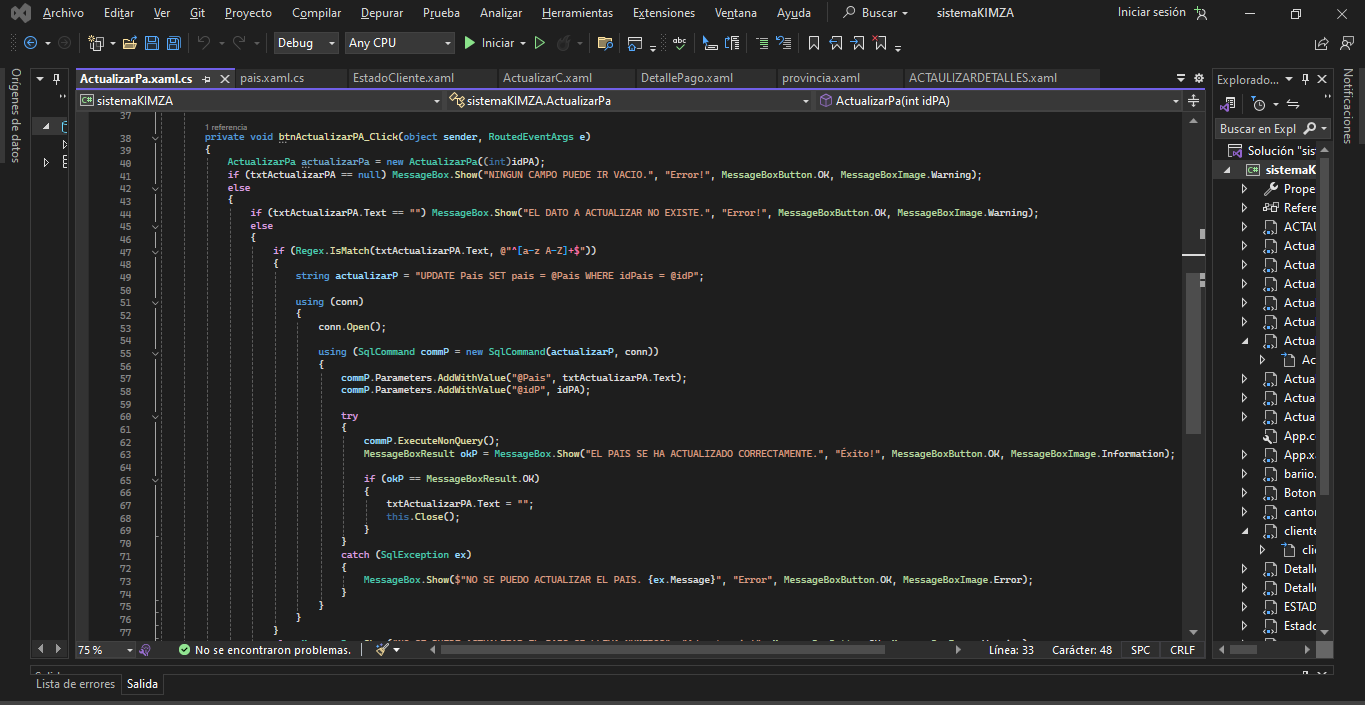 Archivo Editar Ver Git Proyecto Compilar Depurar Prueba Analizar Herramientas Extensiones Ventana Ayuda Buscar sistemaKIMZA Iniciar sesión
Debug Any CPU Iniciar
Orígenes de datos
ActualizarPa.xaml.cs pais.xaml.cs EstadoCliente.xaml ActualizarC.xaml DetallePago.xaml provincia.xaml ACTAULIZARDETALLES.xaml
sistemaKIMZA sistemaKIMZA.ActualizarPa ActualizarPa(int idPA)
37
1 referencia
38 private void btnActualizarPA_Click(object sender, RoutedEventArgs e)
39 {
40 ActualizarPa actualizarPa = new ActualizarPa((int)idPA);
41 if (txtActualizarPA == null) MessageBox.Show("NINGUN CAMPO PUEDE IR VACIO.", "Error!", MessageBoxButton.OK, MessageBoxImage.Warning);
42 else
43 {
44 if (txtActualizarPA.Text == "") MessageBox.Show("EL DATO A ACTUALIZAR NO EXISTE.", "Error!", MessageBoxButton.OK, MessageBoxImage.Warning);
45 else
46 {
47 if (Regex.IsMatch(txtActualizarPA.Text, @"^[a-z A-Z]+$"))
48 {
49 string actualizarP = "UPDATE Pais SET pais = @Pais WHERE idPais = @idP";
50
51 using (conn)
52 {
53 conn.Open();
54
55 using (SqlCommand commP = new SqlCommand(actualizarP, conn))
56 {
57 commP.Parameters.AddWithValue("@Pais", txtActualizarPA.Text);
58 commP.Parameters.AddWithValue("@idP", idPA);
59
60 try
61 {
62 commP.ExecuteNonQuery();
63 MessageBoxResult okP = MessageBox.Show("EL PAIS SE HA ACTUALIZADO CORRECTAMENTE.", "Éxito!", MessageBoxButton.OK, MessageBoxImage.Information);
64
65 if (okP == MessageBoxResult.OK)
66 {
67 txtActualizarPA.Text = "";
68 this.Close();
69 }
70 }
71 catch (SqlException ex)
72 {
73 MessageBox.Show($"NO SE PUEDO ACTUALIZAR EL PAIS. {ex.Message}", "Error", MessageBoxButton.OK, MessageBoxImage.Error);
74 }
75 }
76 }
77 }
75 % No se encontraron problemas. Línea: 33 Carácter: 48 SPC CRLF
Explorado...
Buscar en Expl
Solución "sis
sistemaK
Prope
Refere
ACTAU
Actua
Actua
Actua
Actua
Actua
Actua
Ac
Actua
Actua
Actua
App.c
App.x
bariio.
Boton
canto
cliente
clie
Detall
Detall
ESTAD
Estado
Notificaciones
Lista de errores Salida